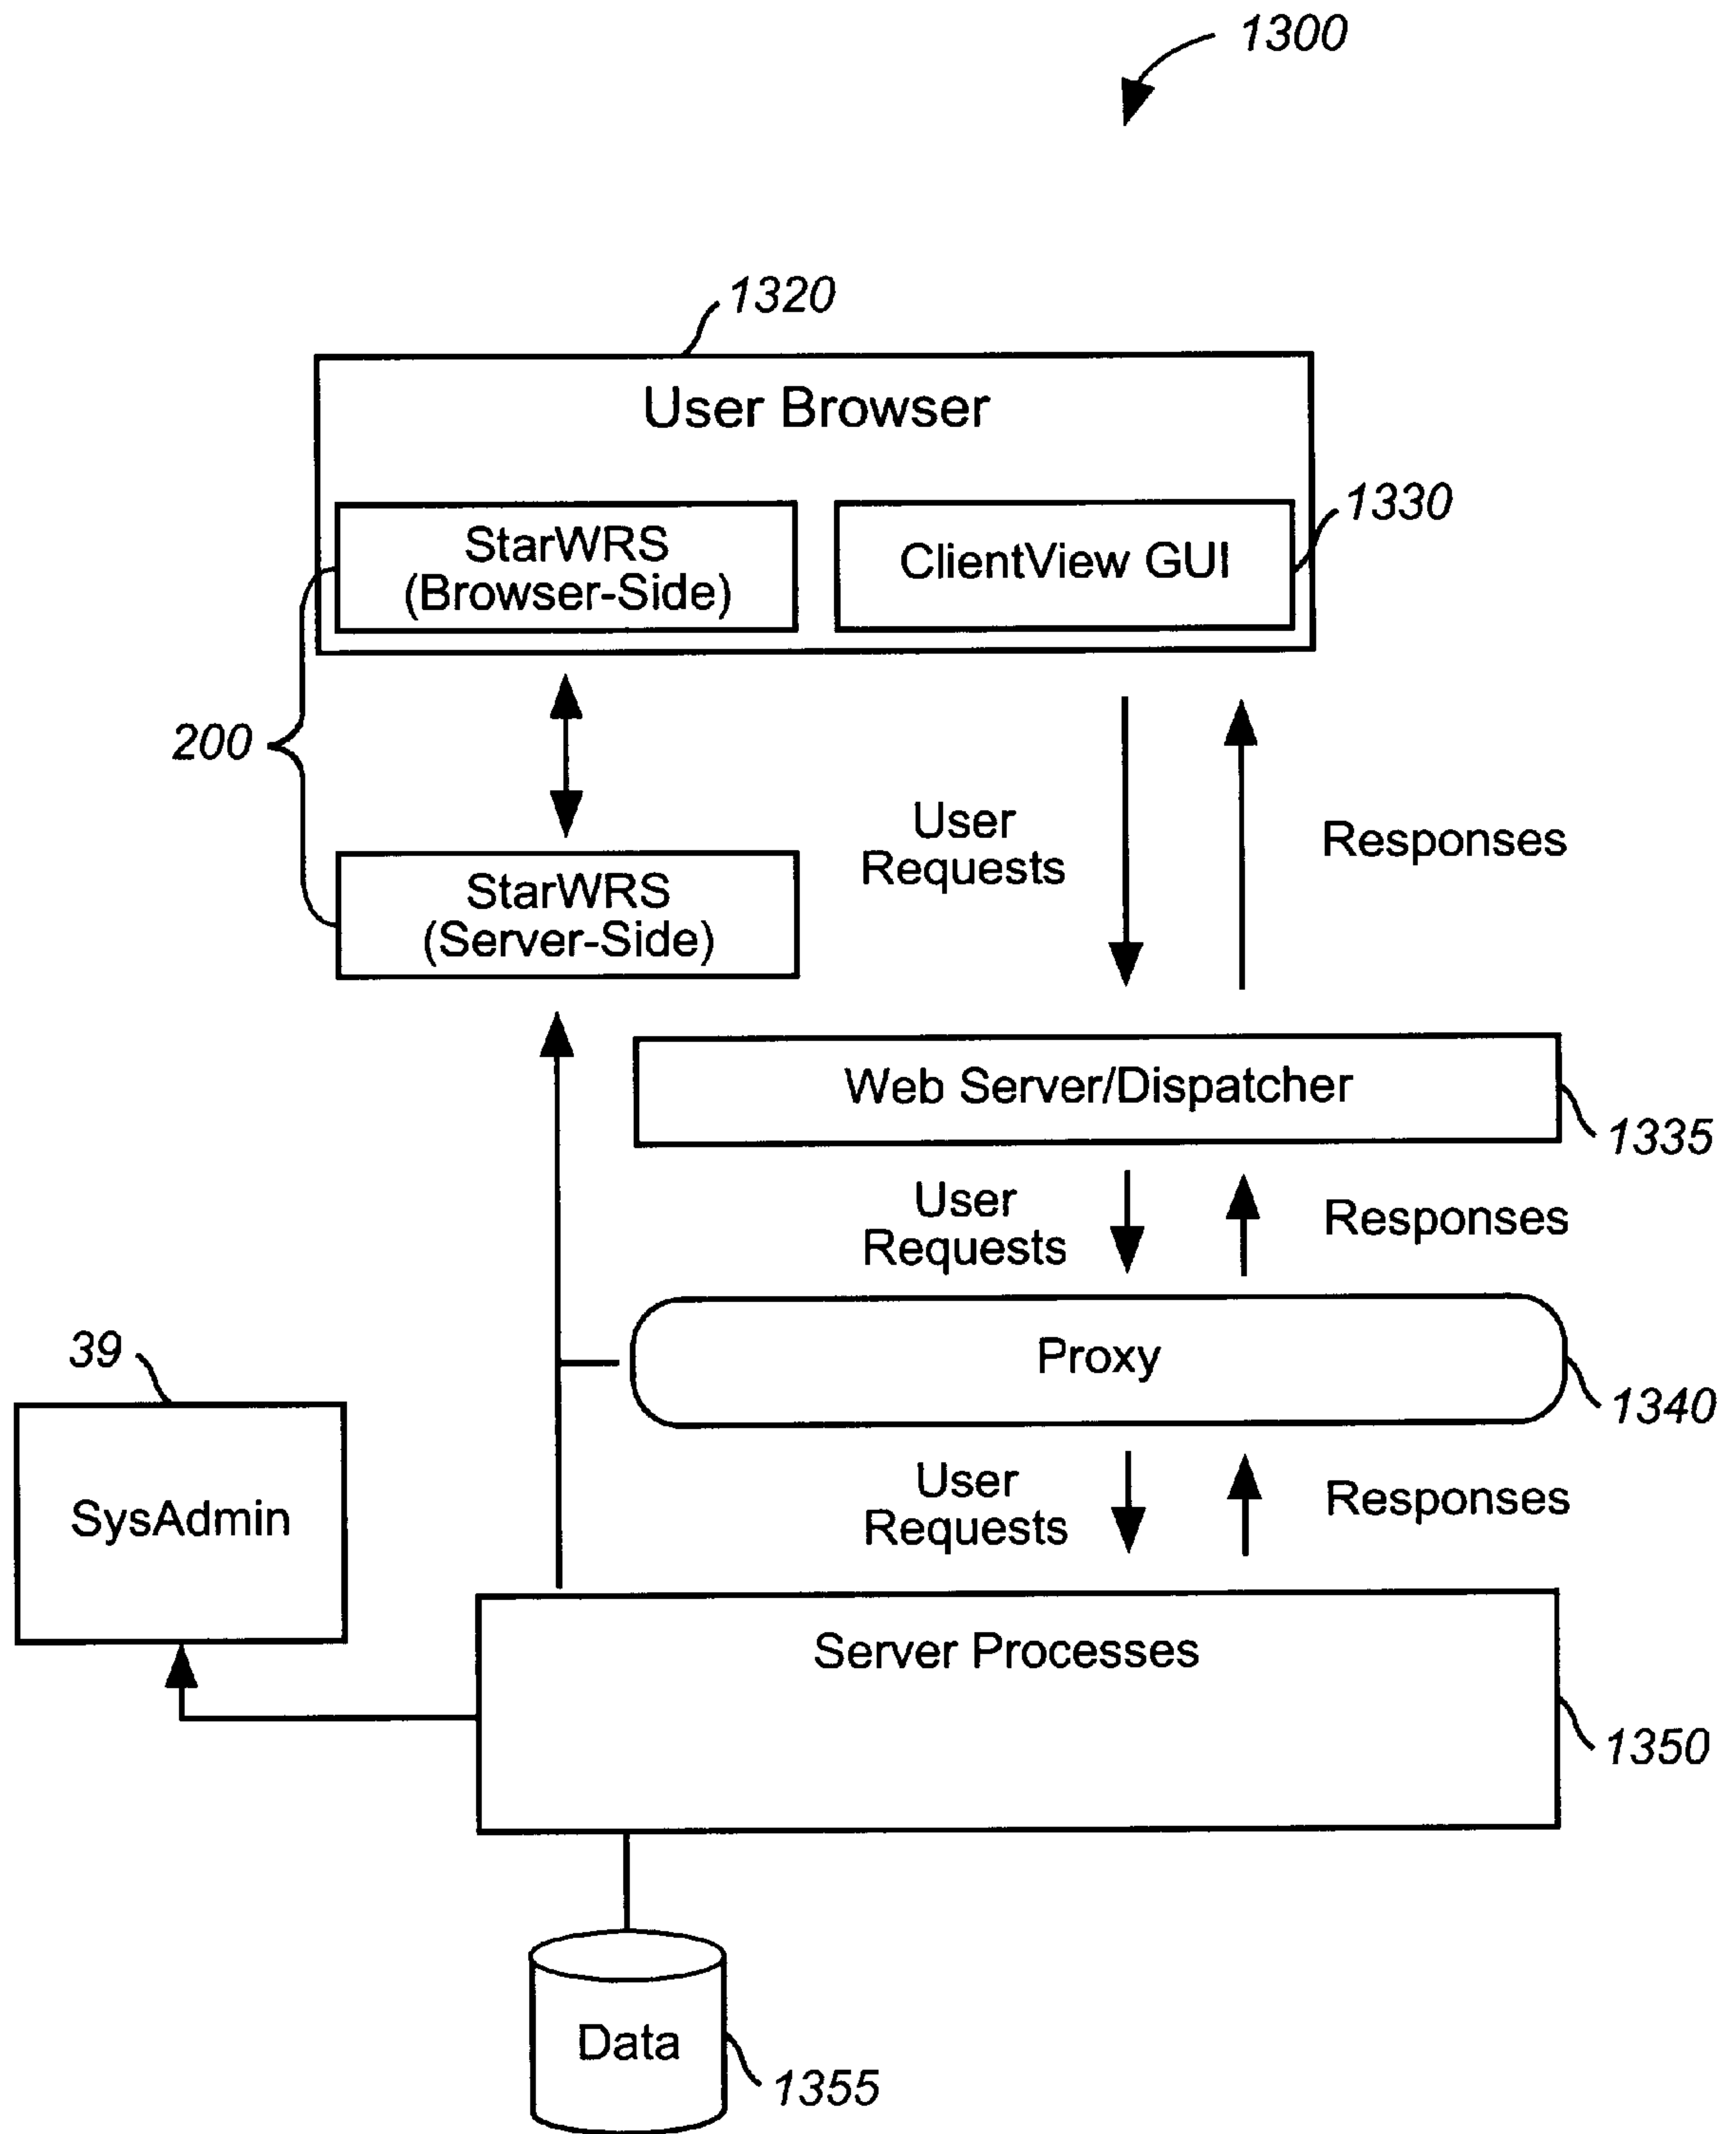 1300
1320
User Browser
1330
StarWRS
(Browser-Side)
ClientView GUI
200
User
Requests
Responses
StarWRS
(Server-Side)
Web Server/Dispatcher
1335
User
Requests
Responses
39
Proxy
1340
SysAdmin
User
Requests
Responses
Server Processes
1350
Data
1355